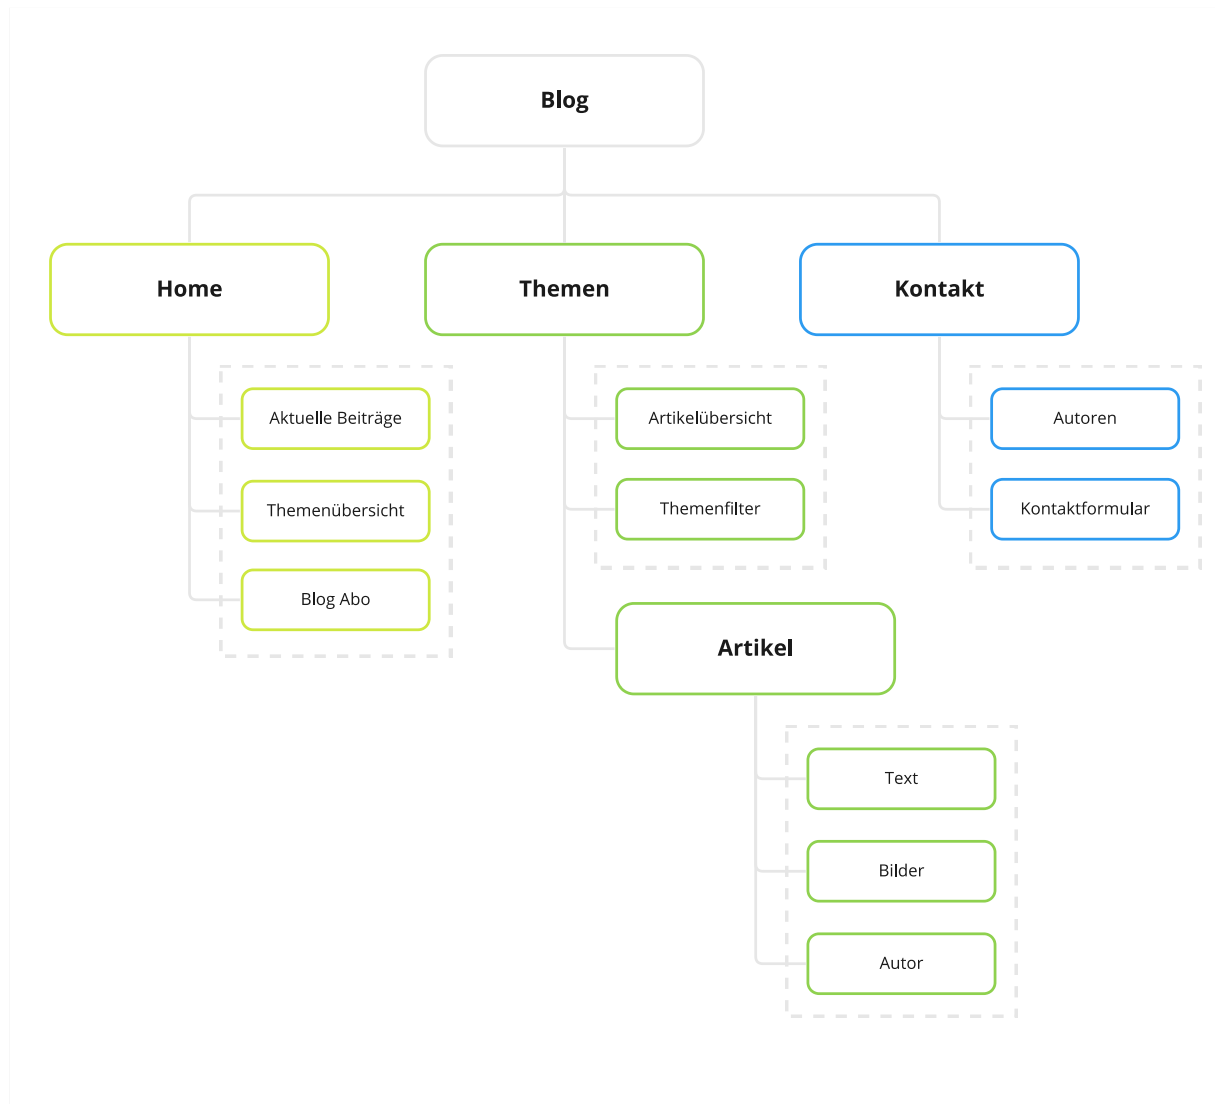 Blog
Home
Themen
Kontakt
Aktuelle Beiträge
Themenübersicht
Blog Abo
Artikelübersicht
Themenfilter
Autoren
Kontaktformular
Artikel
Text
Bilder
Autor